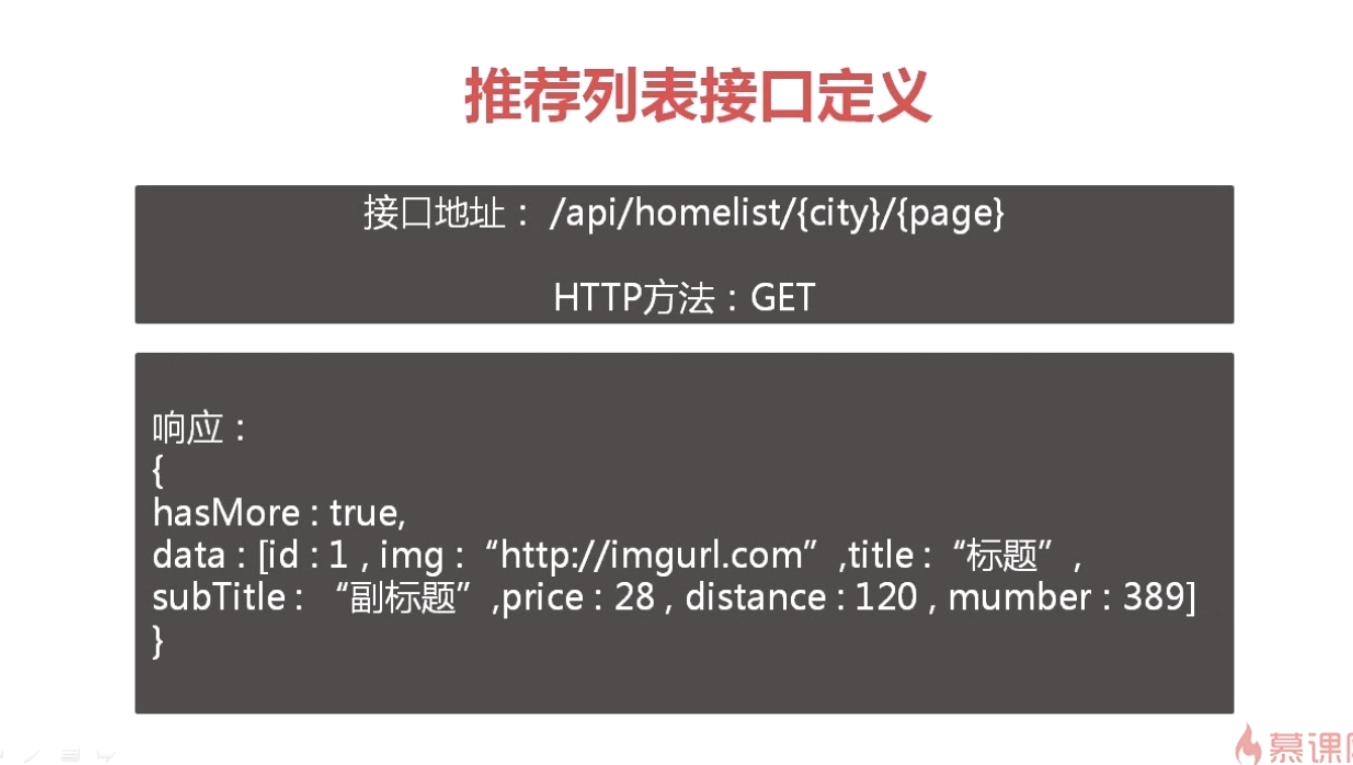 推荐列表接口定义
接口地址： /api/homelist/{city}/{page}
HTTP方法：GET
响应：
{
hasMore : true,
data : [id : 1 , img : “http://imgurl.com” ,title : “标题” ,
subTitle : “副标题” ,price : 28 , distance : 120 , mumber : 389]
}
慕课